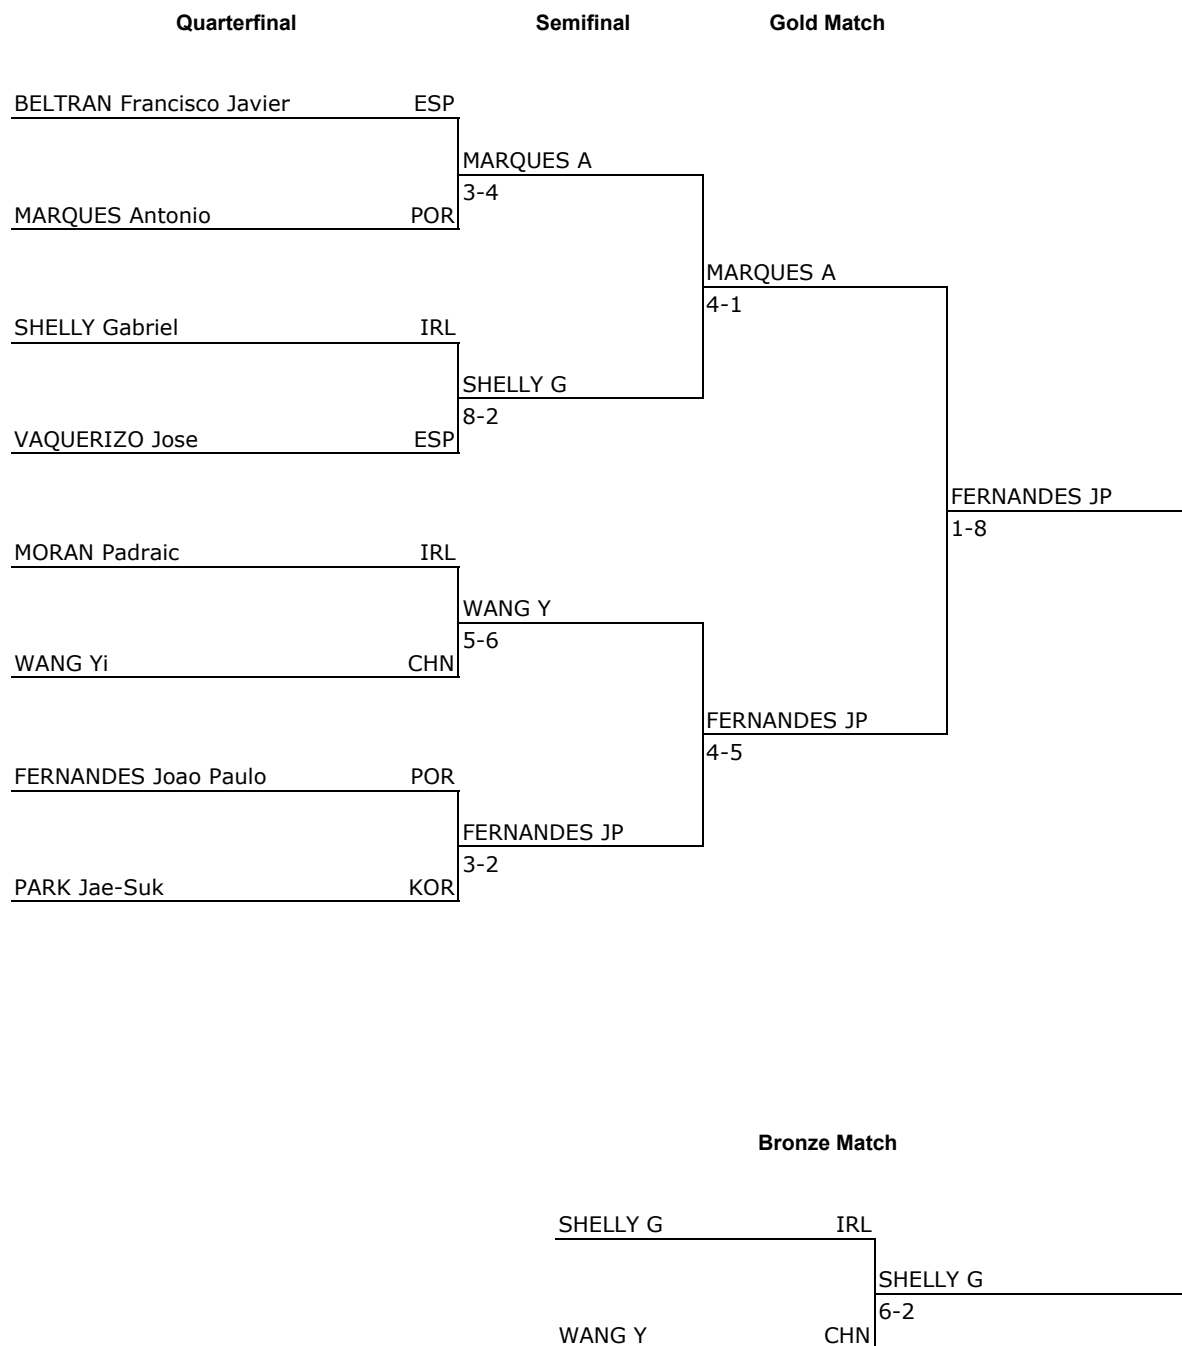 Quarterfinal Semifinal Gold Match
BELTRAN Francisco Javier ESP
MARQUES A
3-4
MARQUES Antonio POR
MARQUES A
4-1
SHELLY Gabriel IRL
SHELLY G
8-2
VAQUERIZO Jose ESP
FERNANDES JP
1-8
MORAN Padraic IRL
WANG Y
5-6
WANG Yi CHN
FERNANDES JP
4-5
FERNANDES Joao Paulo POR
FERNANDES JP
3-2
PARK Jae-Suk KOR
Bronze Match
SHELLY G IRL
SHELLY G
6-2
WANG Y CHN